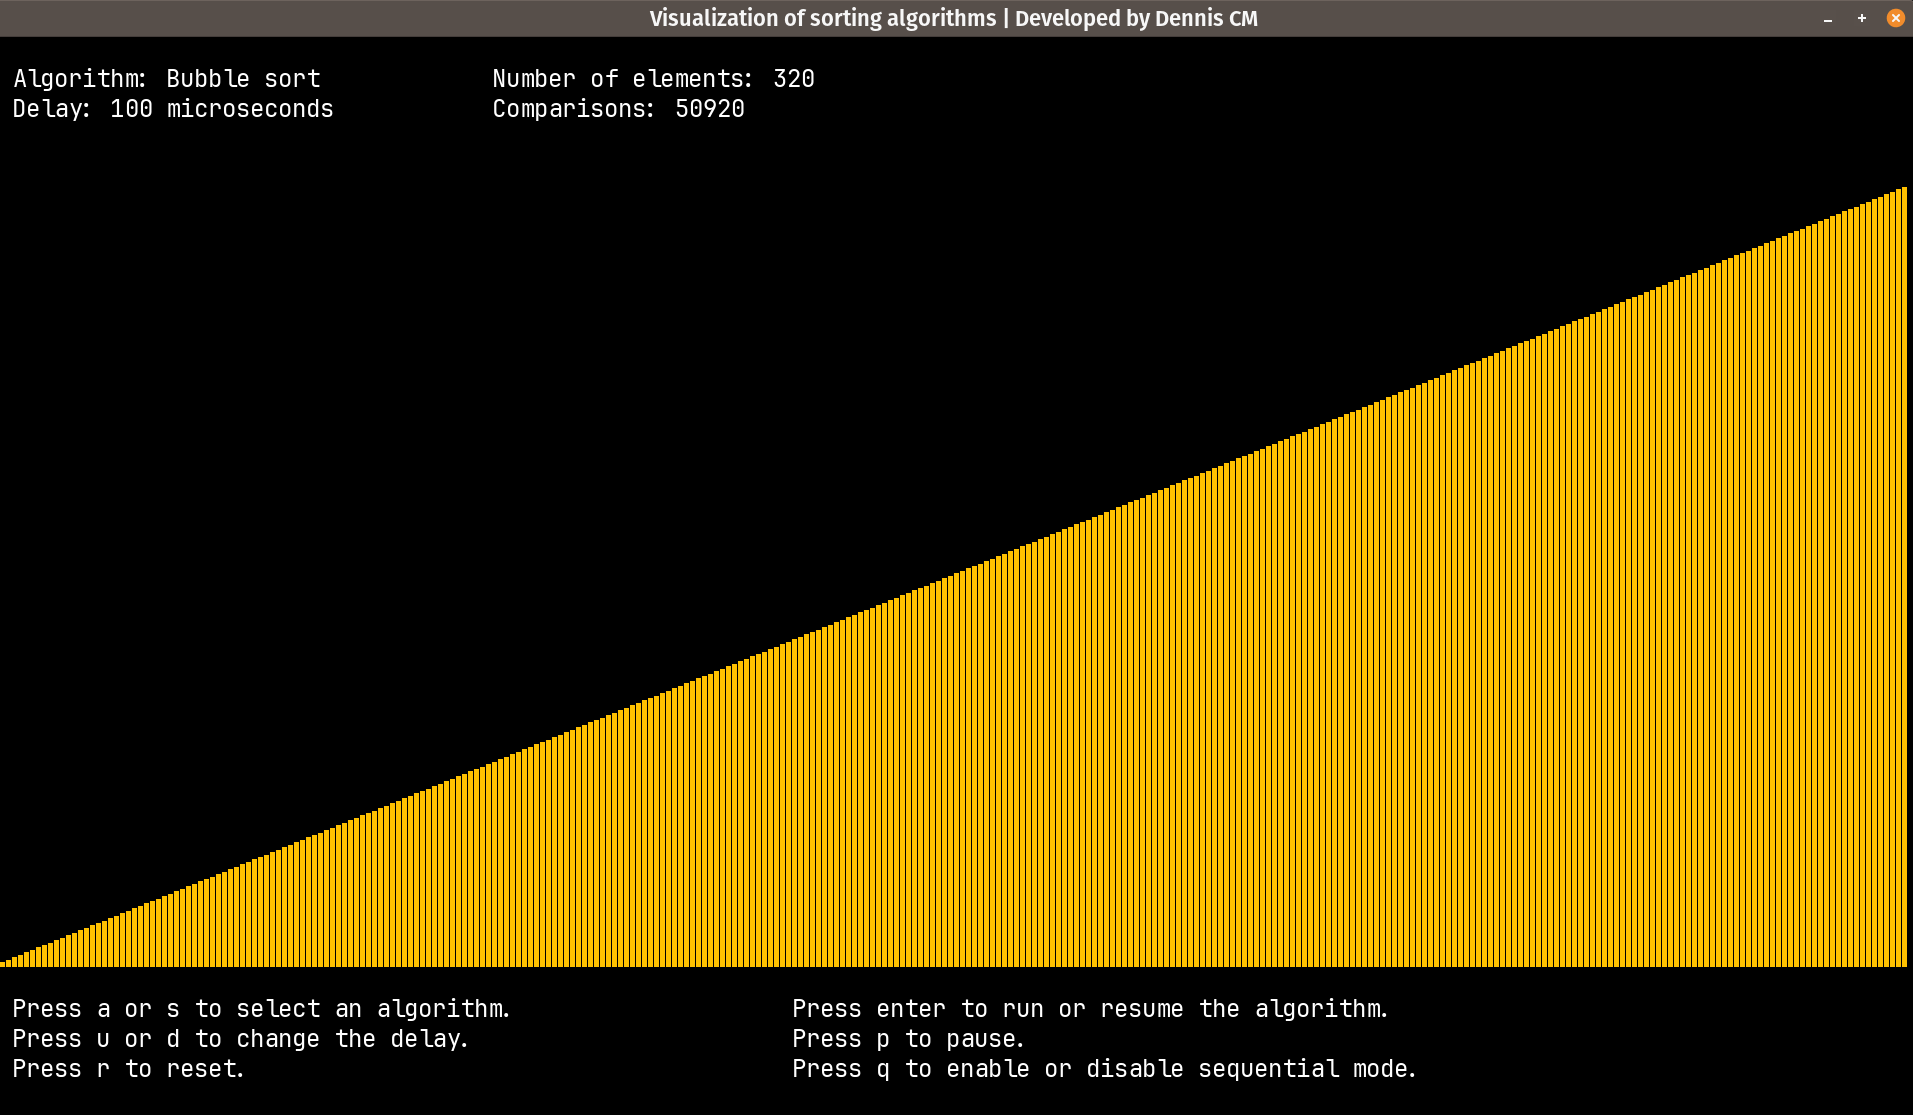 Visualization of sorting algorithms | Developed by Dennis CM
Algorithm: Bubble sort
Delay: 100 microseconds
Number of elements: 320
Comparisons: 50920
Press a or s to select an algorithm.
Press u or d to change the delay.
Press r to reset.
Press enter to run or resume the algorithm.
Press p to pause.
Press q to enable or disable sequential mode.